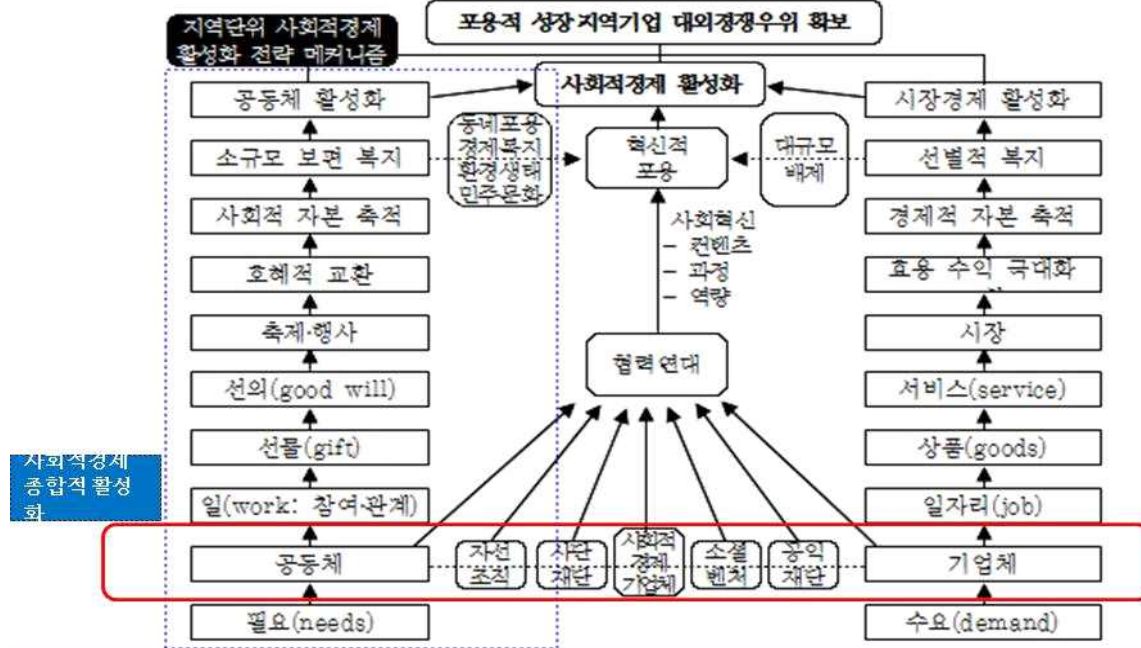 지역단위 사회적경제
활성화 전략 메커니즘
포용적 성장 지역기업 대외경쟁우위 확보
사회적경제 활성화
공동체 활성화
시장경제 활성화
동네포용
경제복지
환경생태
민주문화
혁신적
포용
대규모
배제
소규모 보편 복지
선별적 복지
사회적 자본 축적
경제적 자본 축적
사회혁신
- 컨텐츠
- 과정
- 역량
호혜적 교환
효용 수익 극대화
축제·행사
시장
협력 연대
선의(good will)
서비스(service)
선물(gift)
상품(goods)
사회적경제
종합적 활성
화
일(work: 참여·관계)
일자리(job)
공동체
자선
조직
사단
재단
사회적
경제
기업체
소셜
벤처
공익
재단
기업체
필요(needs)
수요(demand)